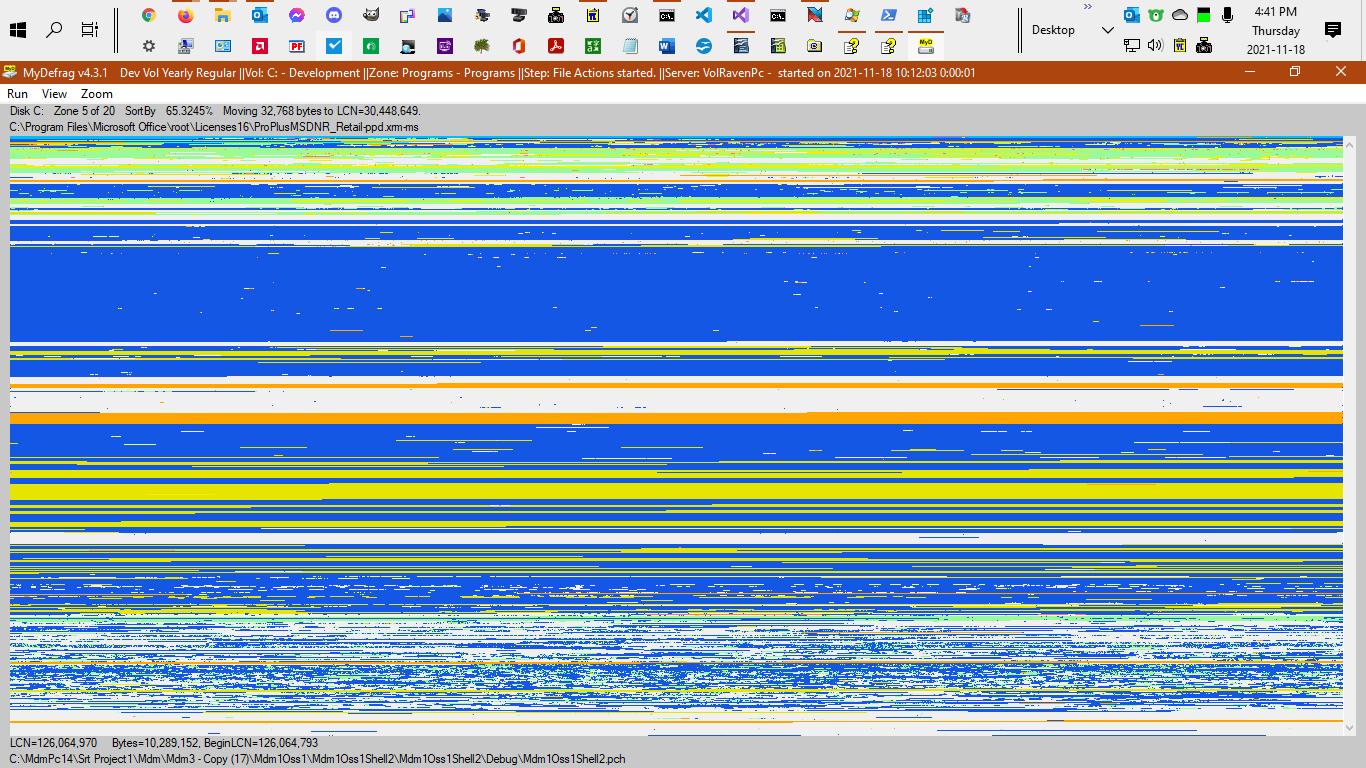 4:41 PM
Desktop
Thursday
2021-11-18
MyDefrag v4.3.1 Dev Vol Yearly Regular ||Vol: C: - Development ||Zone: Programs - Programs ||Step: File Actions started. ||Server: VolRavenPc - started on 2021-11-18 10:12:03 0:00:01
Run View Zoom
Disk C: Zone 5 of 20 SortBy 65.3245% Moving 32,768 bytes to LCN=30,448,649.
C:\Program Files\Microsoft Office\root\Licenses16\ProPlusMSDNR_Retail-ppd.xrm-ms
LCN=126,064,970 Bytes=10,289,152, BeginLCN=126,064,793
C:\MdmPc14\Srt Project1\Mdm\Mdm3 - Copy (17)\Mdm1Oss1\Mdm1Oss1Shell2\Mdm1Oss1Shell2\Debug\Mdm1Oss1Shell2.pch